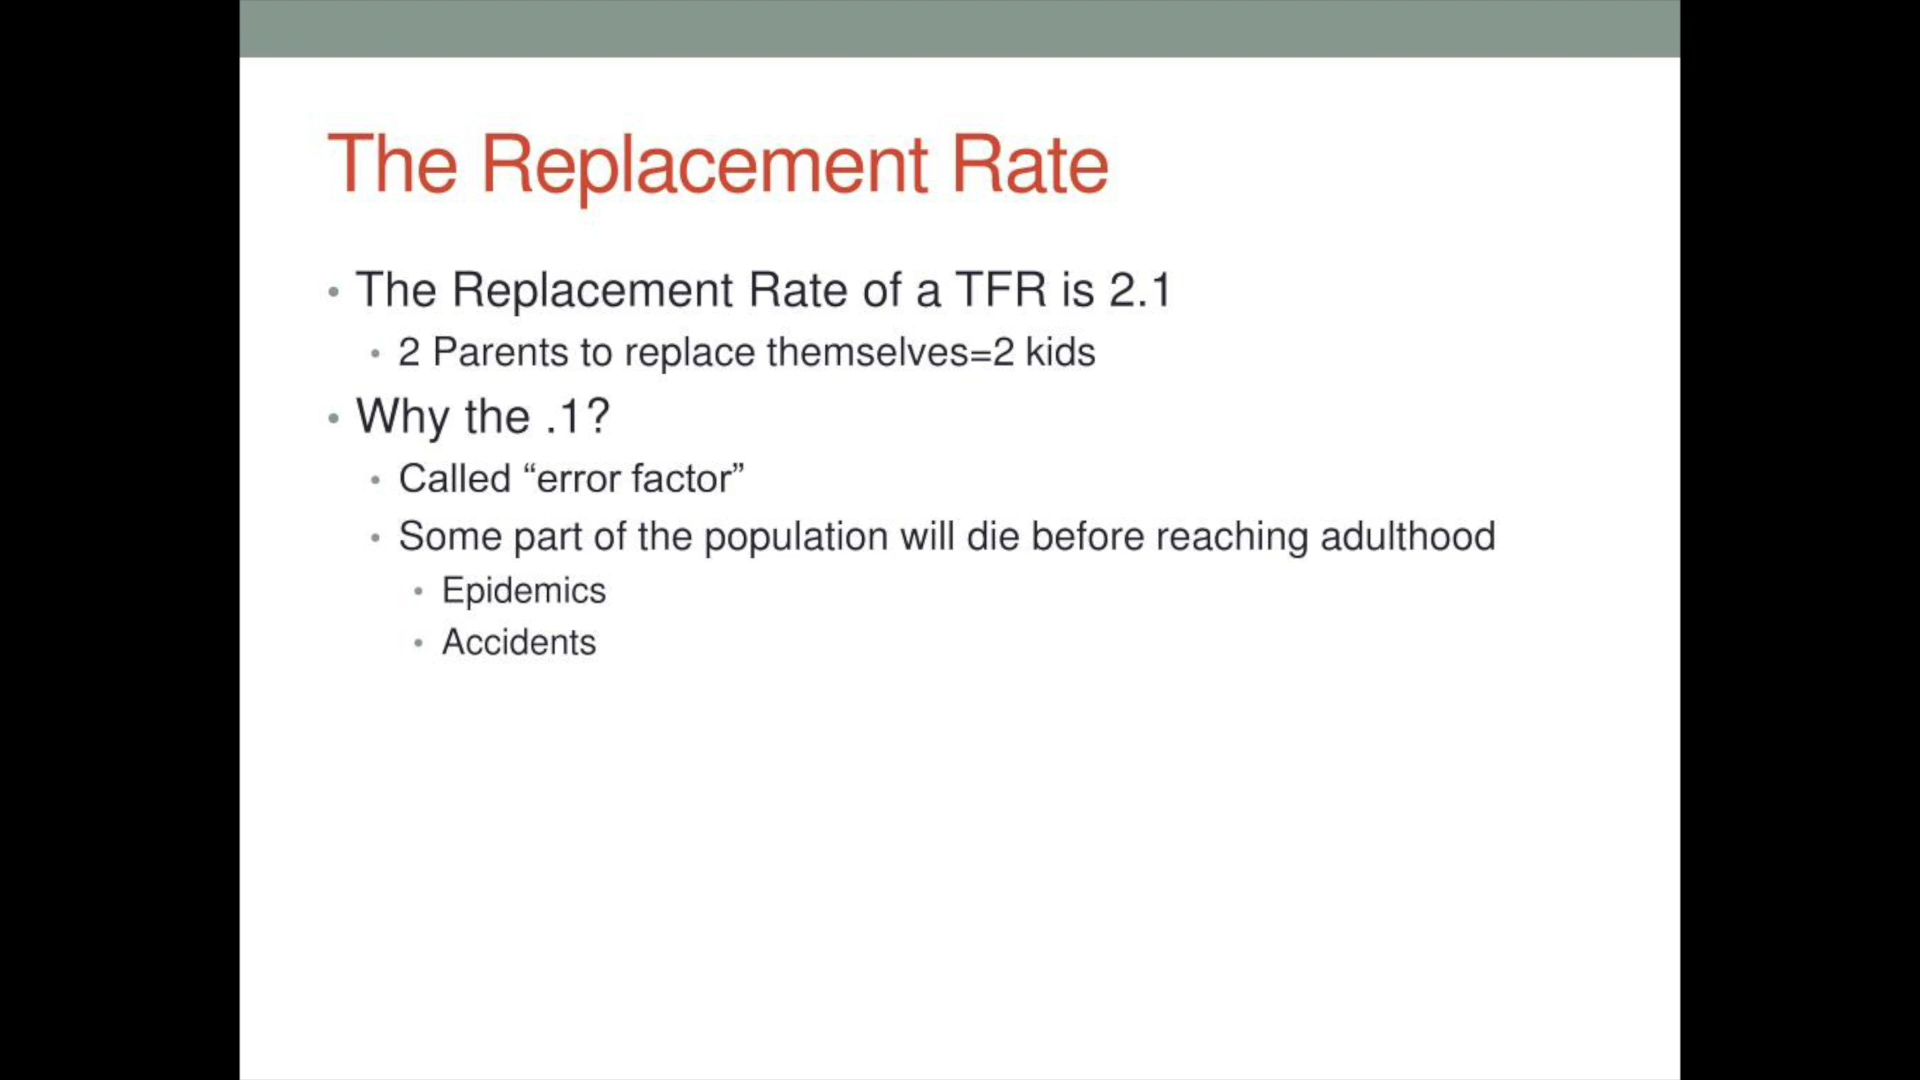 The Replacement Rate
• The Replacement Rate of a TFR is 2.1
• 2 Parents to replace themselves=2 kids
• Why the .1?
• Called “error factor”
• Some part of the population will die before reaching adulthood
• Epidemics
• Accidents